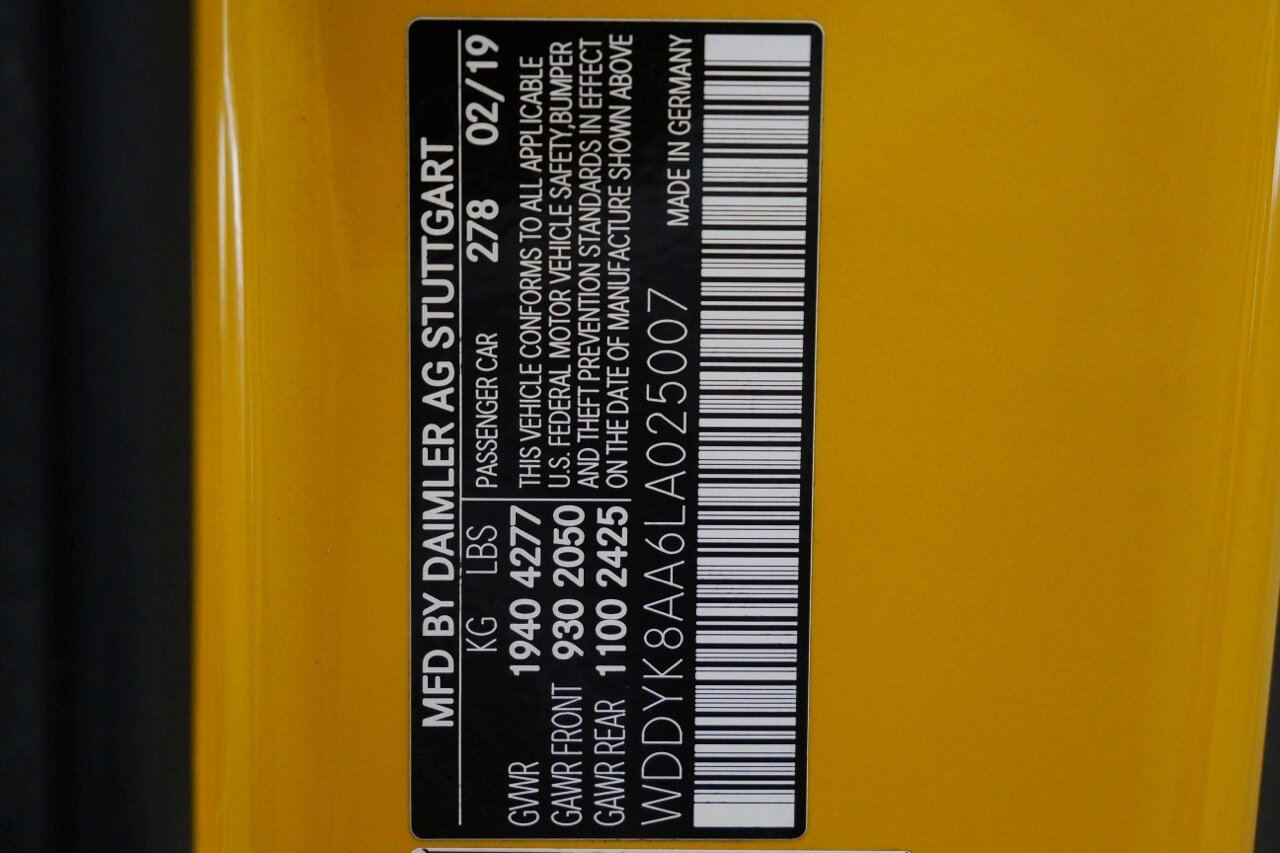 MFD BY DAIMLER AG STUTTGART
KG LBS PASSENGER CAR 278 02/19
GVWR 1940 4277
GAWR FRONT 930 2050
GAWR REAR 1100 2425
THIS VEHICLE CONFORMS TO ALL APPLICABLE
U.S. FEDERAL MOTOR VEHICLE SAFETY,BUMPER
AND THEFT PREVENTION STANDARDS IN EFFECT
ON THE DATE OF MANUFACTURE SHOWN ABOVE
WDDYK8AA6LA025007 MADE IN GERMANY